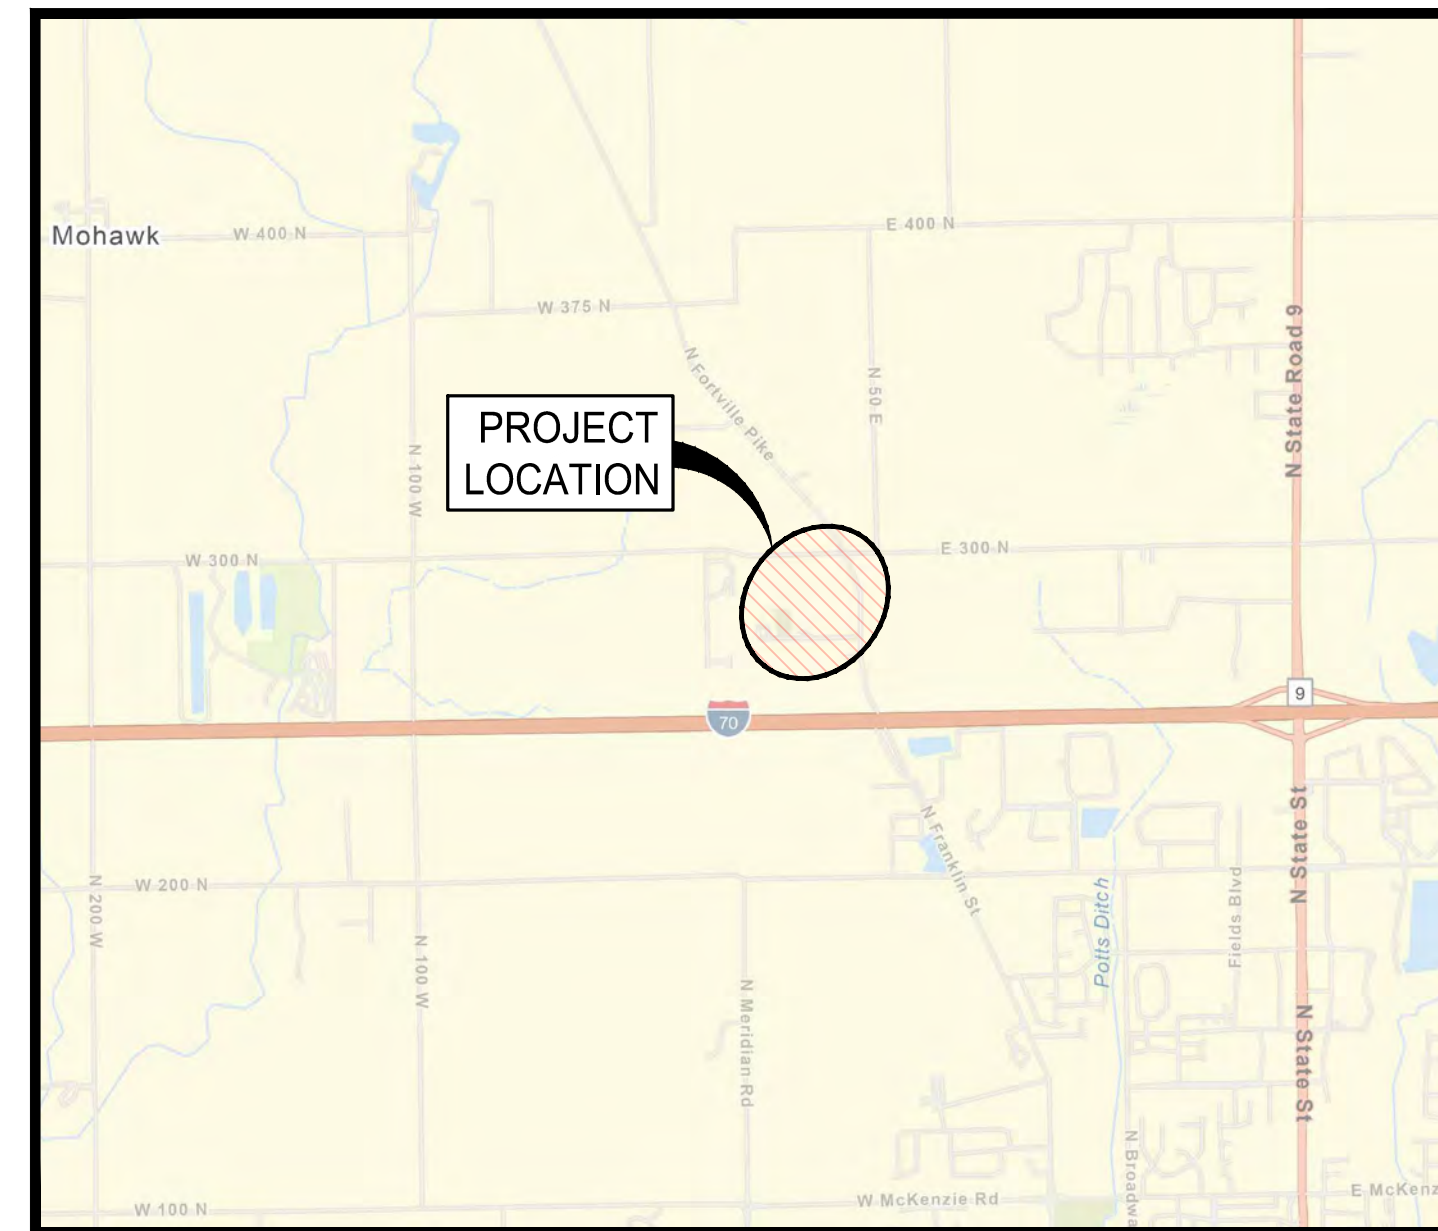 Mohawk
W 400 N
E 400 N
W 375 N
N State Road 9
N Fortville Pike
N 50 E
PROJECT
LOCATION
N 100 W
W 300 N
E 300 N
9
70
N State St
N Franklin St
Fields Blvd
Potts Ditch
W 200 N
N 200 W
N 100 W
N Meridian Rd
N State St
N Broadwa
W McKenzie Rd
E McKenz
W 100 N